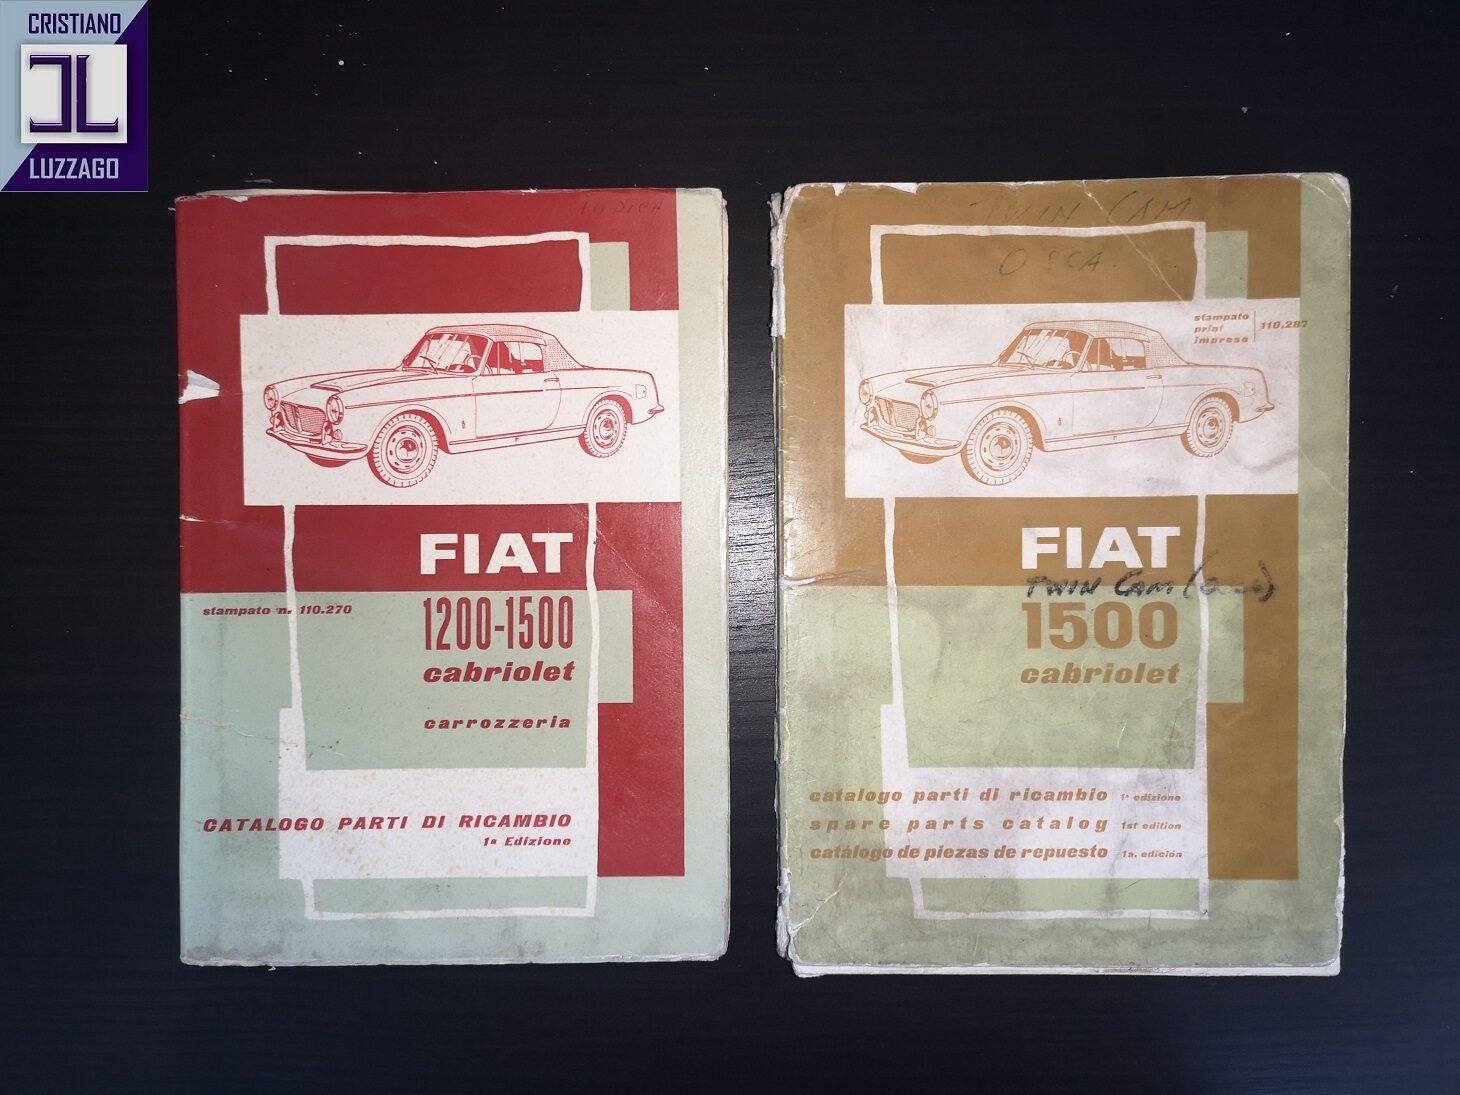 CRISTIANO
LUZZAGO
FIAT
stampato n. 110.270
1200-1500
cabriolet
carrozzeria
CATALOGO PARTI DI RICAMBIO
1ª Edizione
TWIN CAM
OSCA
stampato
print
impreso
110.287
FIAT
TWIN CAM
1500
cabriolet
catalogo parti di ricambio 1ª edizione
spare parts catalog 1st edition
catálogo de piezas de repuesto 1a. edición